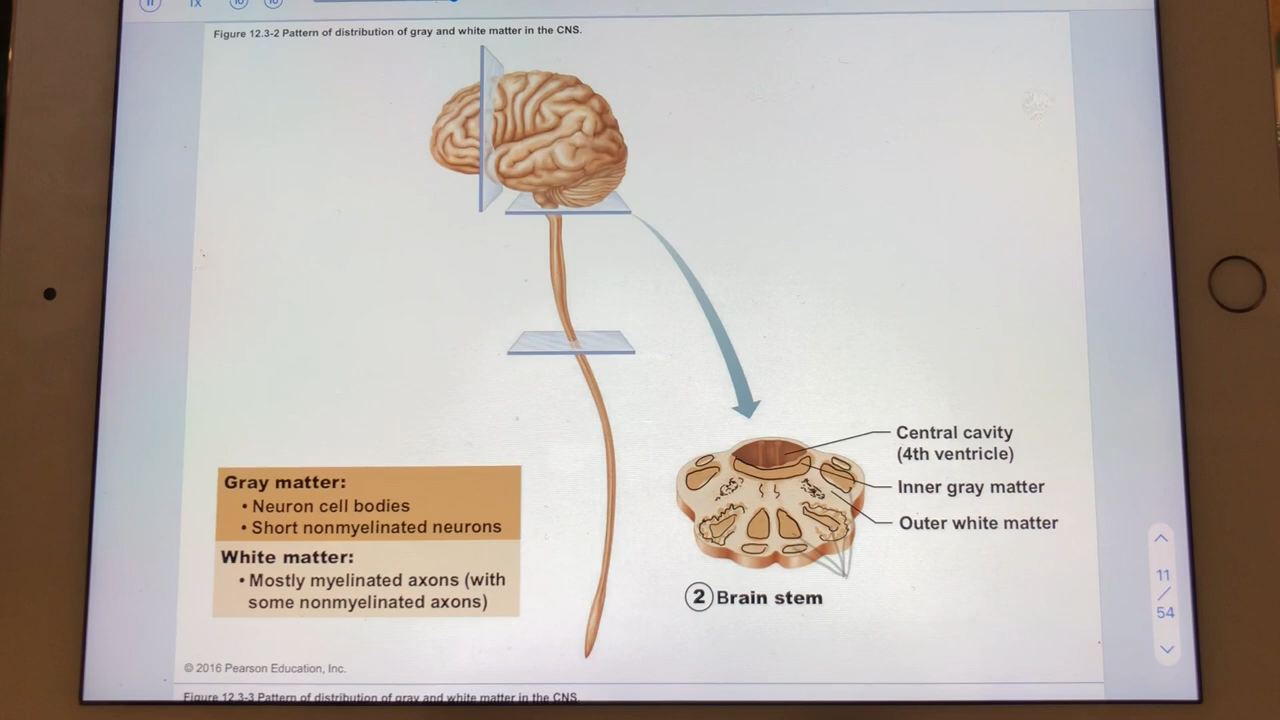 1x
10 10
Figure 12.3-2 Pattern of distribution of gray and white matter in the CNS.
Central cavity
(4th ventricle)
Inner gray matter
Outer white matter
Gray matter:
• Neuron cell bodies
• Short nonmyelinated neurons
White matter:
• Mostly myelinated axons (with
some nonmyelinated axons)
2 Brain stem
11
/
54
© 2016 Pearson Education, Inc.
Figure 12.3-3 Pattern of distribution of gray and white matter in the CNS.